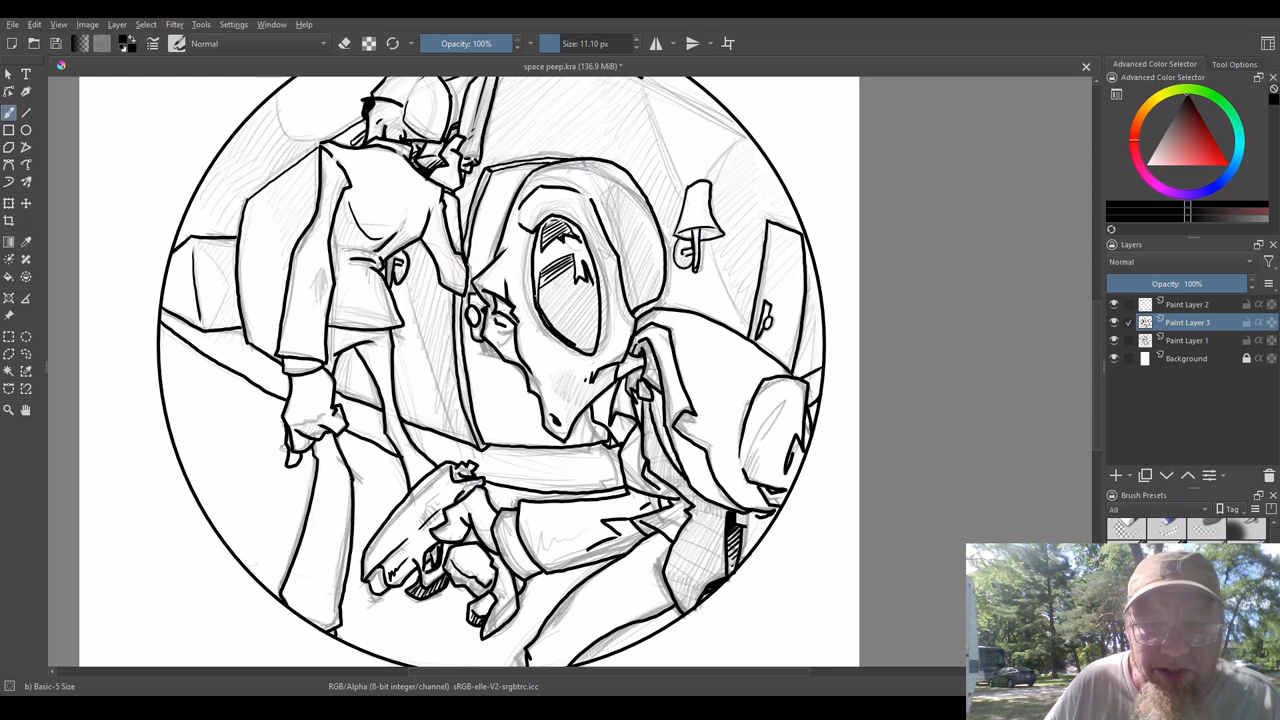 File Edit View Image Layer Select Filter Tools Settings Window Help
Normal Opacity: 100% Size: 11.10 px
space peep.kra (136.9 MiB) *
Advanced Color Selector Tool Options
Advanced Color Selector
Layers
Normal
Opacity: 100%
Paint Layer 2
Paint Layer 3
Paint Layer 1
Background
Brush Presets
All Tag
b) Basic-5 Size RGB/Alpha (8-bit integer/channel) sRGB-elle-V2-srgbtrc.icc